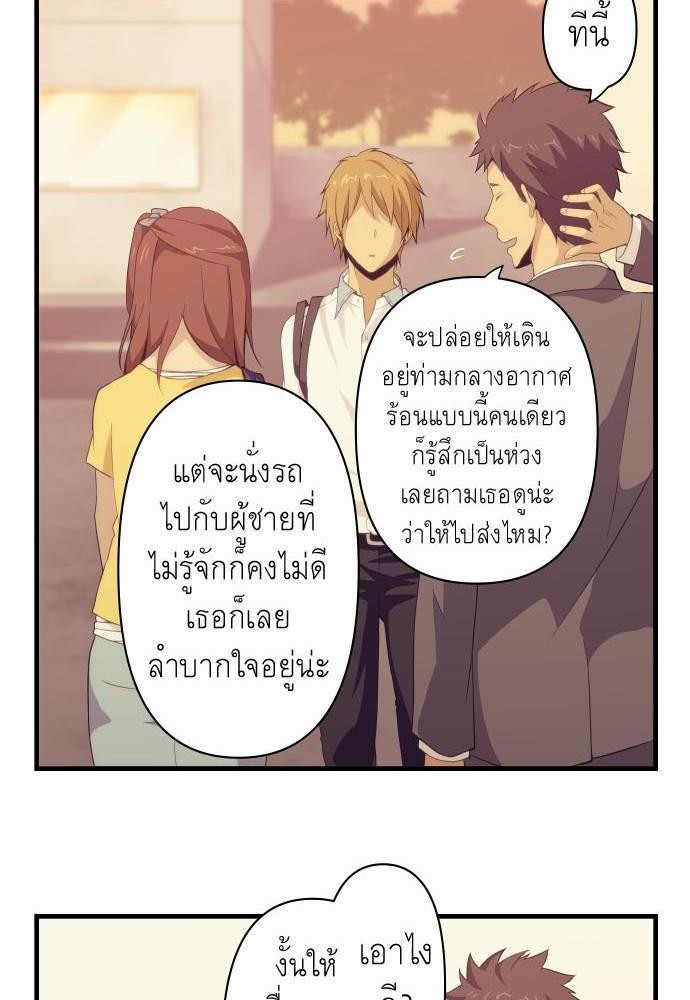 ทีนี้
จะปล่อยให้เดิน
อยู่ท่ามกลางอากาศ
ร้อนแบบนี้คนเดียว
ก็รู้สึกเป็นห่วง
เลยถามเธอดูน่ะ
ว่าให้ไปส่งไหม?
แต่จะนั่งรถ
ไปกับผู้ชายที่
ไม่รู้จักก็คงไม่ดี
เธอก็เลย
ลำบากใจอยู่น่ะ
เอาไง
งั้นให้